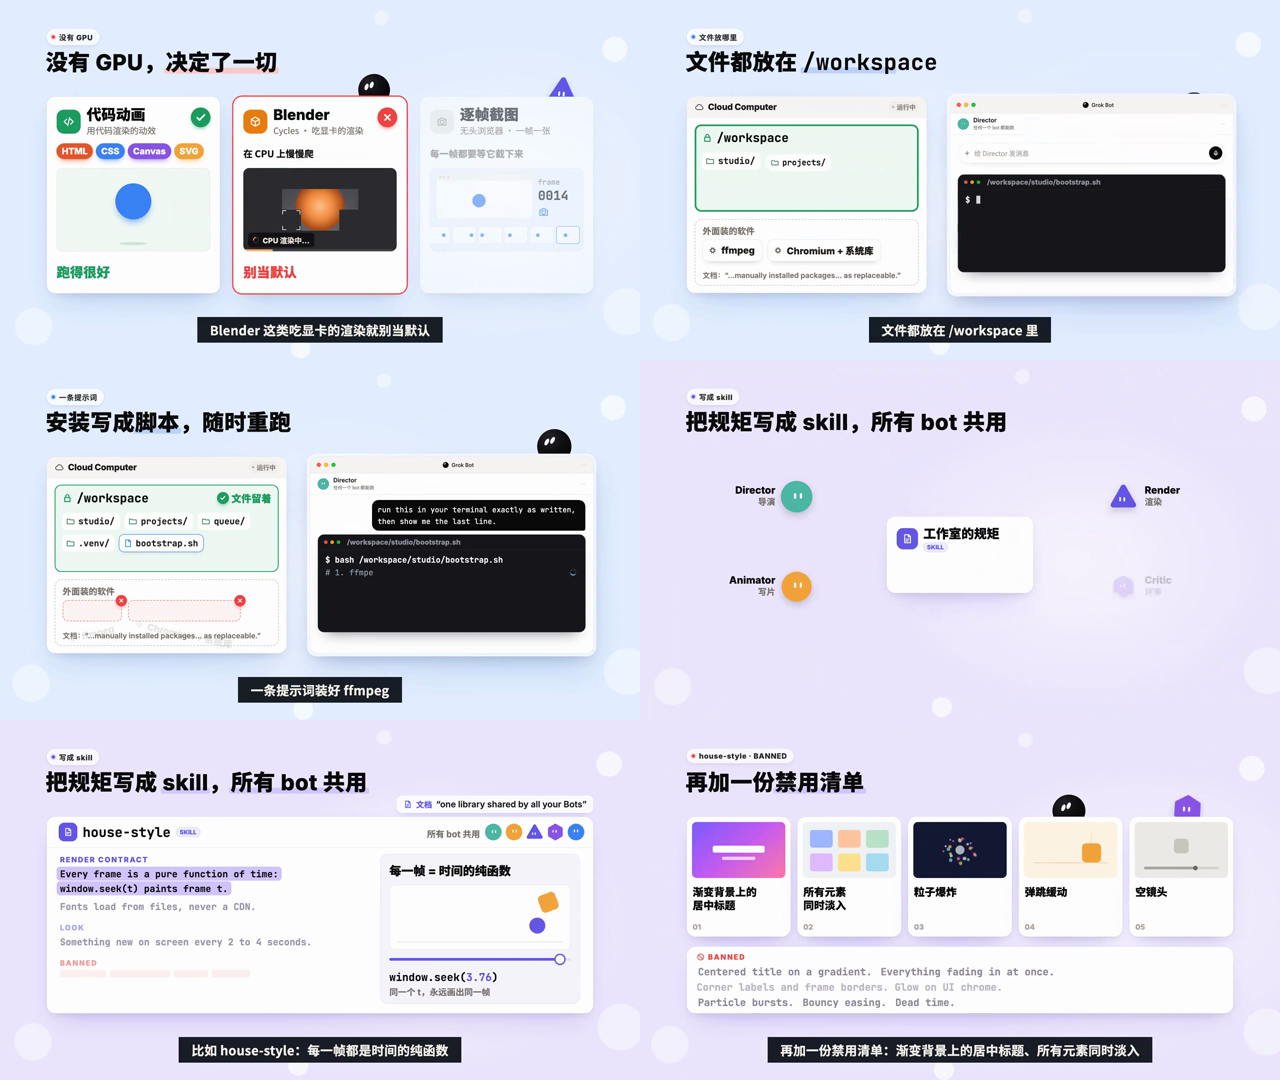 没有 GPU
没有 GPU，决定了一切
代码动画
用代码渲染的动效
HTML CSS Canvas SVG
跑得很好
Blender
Cycles · 吃显卡的渲染
在 CPU 上慢慢爬
CPU 渲染中...
别当默认
逐帧截图
无头浏览器 · 一帧一张
每一帧都要等它截下来
frame
0014
Blender 这类吃显卡的渲染就别当默认
文件放哪里
文件都放在 /workspace
Cloud Computer
运行中
/workspace
studio/ projects/
外面装的软件
ffmpeg Chromium + 系统库
文档：“...manually installed packages... as replaceable.”
Grok Bot
Director
任何一个 bot 都能跑
+ 给 Director 发消息
/workspace/studio/bootstrap.sh
$
文件都放在 /workspace 里
一条提示词
安装写成脚本，随时重跑
Cloud Computer
运行中
/workspace
文件留着
studio/ projects/ queue/
.venv/ bootstrap.sh
外面装的软件
文档：“...manually installed packages... as replaceable.”
Grok Bot
Director
任何一个 bot 都能跑
run this in your terminal exactly as written,
then show me the last line.
/workspace/studio/bootstrap.sh
$ bash /workspace/studio/bootstrap.sh
# 1. ffmpe
一条提示词装好 ffmpeg
写成 skill
把规矩写成 skill，所有 bot 共用
Director
导演
Render
渲染
工作室的规矩
SKILL
Animator
写片
Critic
评审
写成 skill
把规矩写成 skill，所有 bot 共用
文档 “one library shared by all your Bots”
house-style SKILL
所有 bot 共用
RENDER CONTRACT
Every frame is a pure function of time:
window.seek(t) paints frame t.
Fonts load from files, never a CDN.
LOOK
Something new on screen every 2 to 4 seconds.
BANNED
每一帧 = 时间的纯函数
window.seek(3.76)
同一个 t，永远画出同一帧
比如 house-style：每一帧都是时间的纯函数
house-style · BANNED
再加一份禁用清单
渐变背景上的
居中标题
01
所有元素
同时淡入
02
粒子爆炸
03
弹跳缓动
04
空镜头
05
BANNED
Centered title on a gradient. Everything fading in at once.
Corner labels and frame borders. Glow on UI chrome.
Particle bursts. Bouncy easing. Dead time.
再加一份禁用清单：渐变背景上的居中标题、所有元素同时淡入